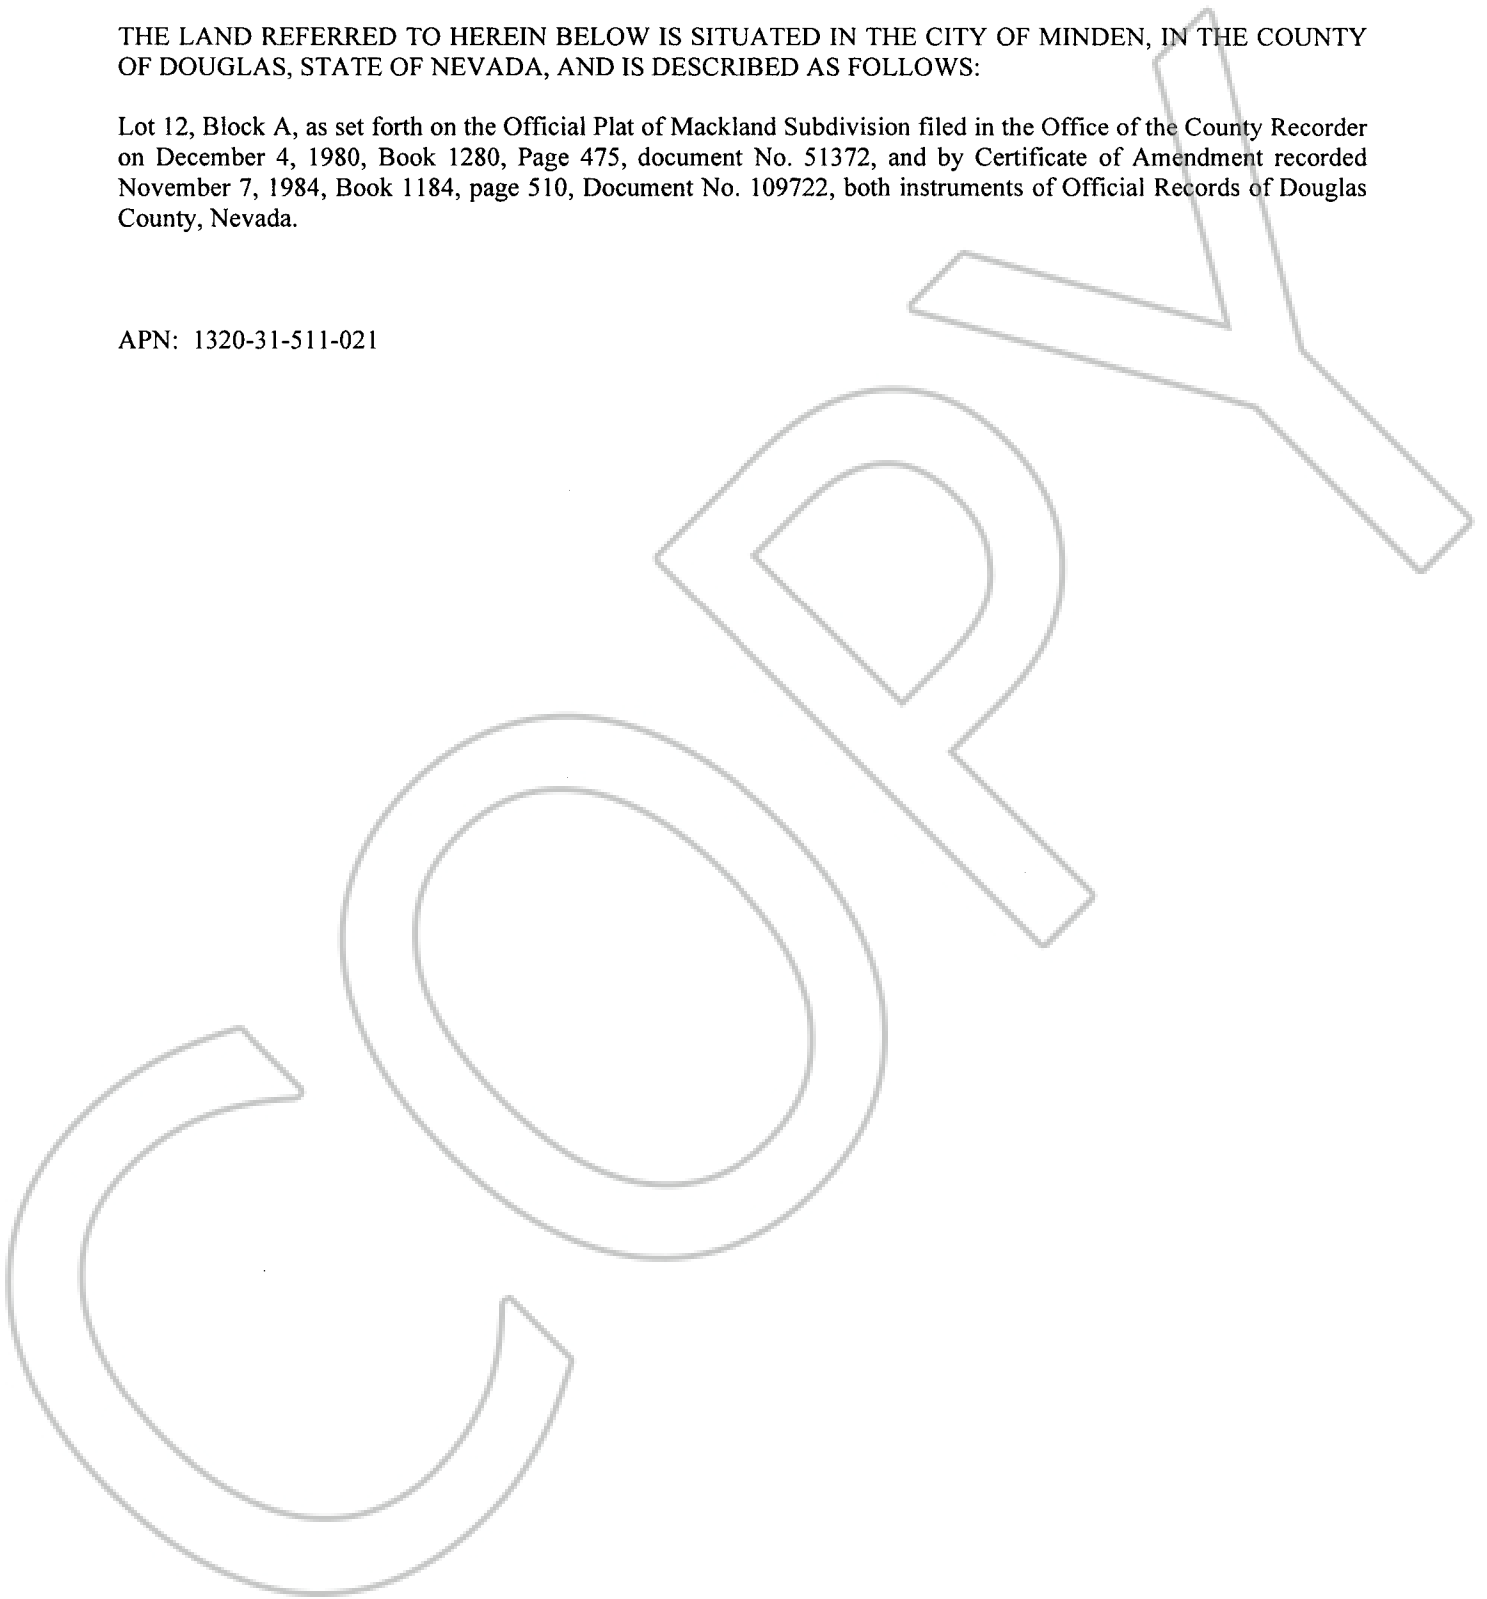 THE LAND REFERRED TO HEREIN BELOW IS SITUATED IN THE CITY OF MINDEN, IN THE COUNTY
OF DOUGLAS, STATE OF NEVADA, AND IS DESCRIBED AS FOLLOWS:
Lot 12, Block A, as set forth on the Official Plat of Mackland Subdivision filed in the Office of the County Recorder
on December 4, 1980, Book 1280, Page 475, document No. 51372, and by Certificate of Amendment recorded
November 7, 1984, Book 1184, page 510, Document No. 109722, both instruments of Official Records of Douglas
County, Nevada.
APN: 1320-31-511-021
COPY